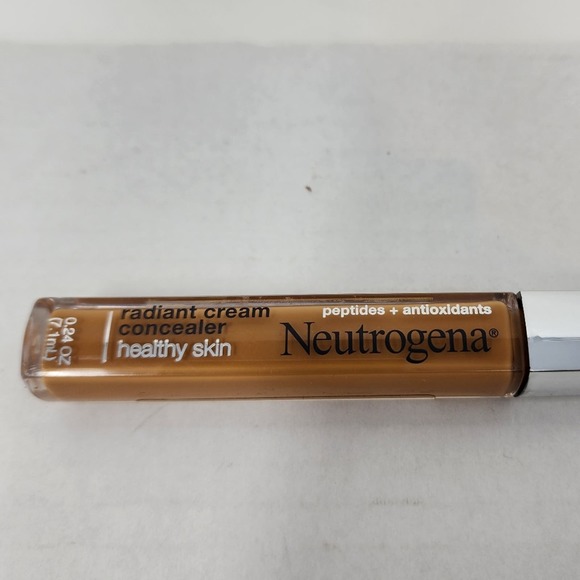 radiant cream
concealer
healthy skin
peptides + antioxidants
Neutrogena®
0.24 OZ
(7.1mL)